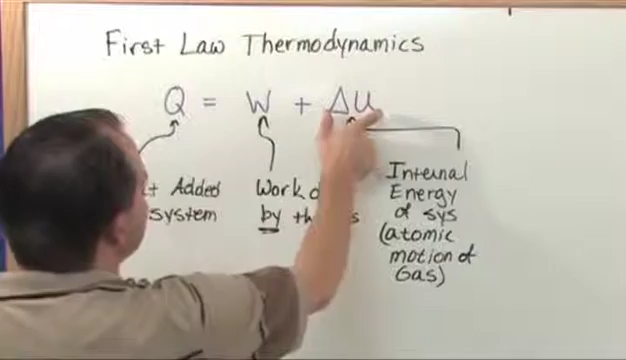 First Law Thermodynamics
Q = W + ΔU
Added
system
Work
by
Internal
Energy
of sys
(atomic
motion of
Gas)